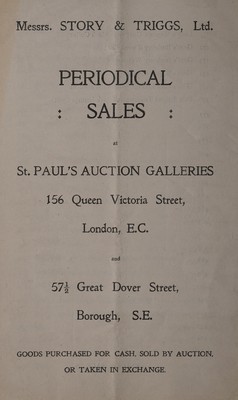 Messrs. STORY & TRIGGS, Ltd.
PERIODICAL
: SALES :
at
St. PAUL'S AUCTION GALLERIES
156 Queen Victoria Street,
London, E.C.
and
57½ Great Dover Street,
Borough, S.E.
GOODS PURCHASED FOR CASH, SOLD BY AUCTION,
OR TAKEN IN EXCHANGE.